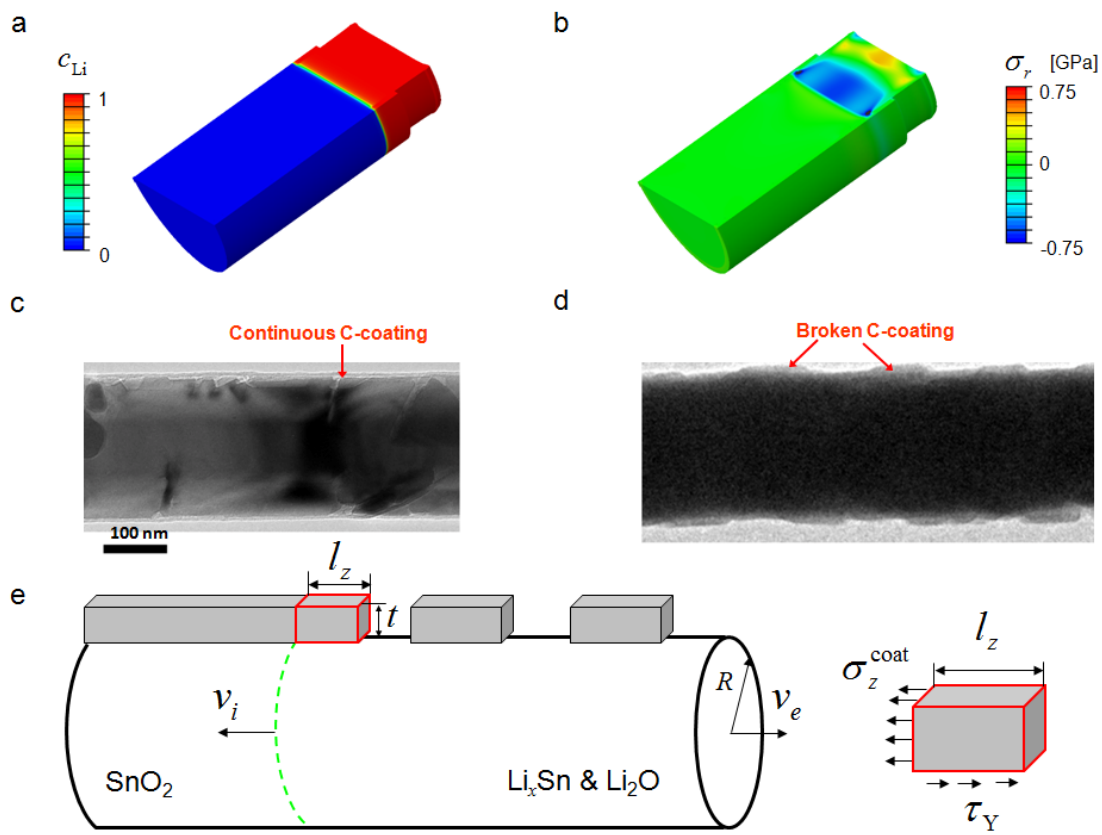 a
b
c_Li
1
0
σ_r [GPa]
0.75
0
-0.75
c
d
Continuous C-coating
Broken C-coating
100 nm
e
l_z
t
R
v_i
v_e
SnO₂
LiₓSn & Li₂O
l_z
σ_z^coat
τ_Y